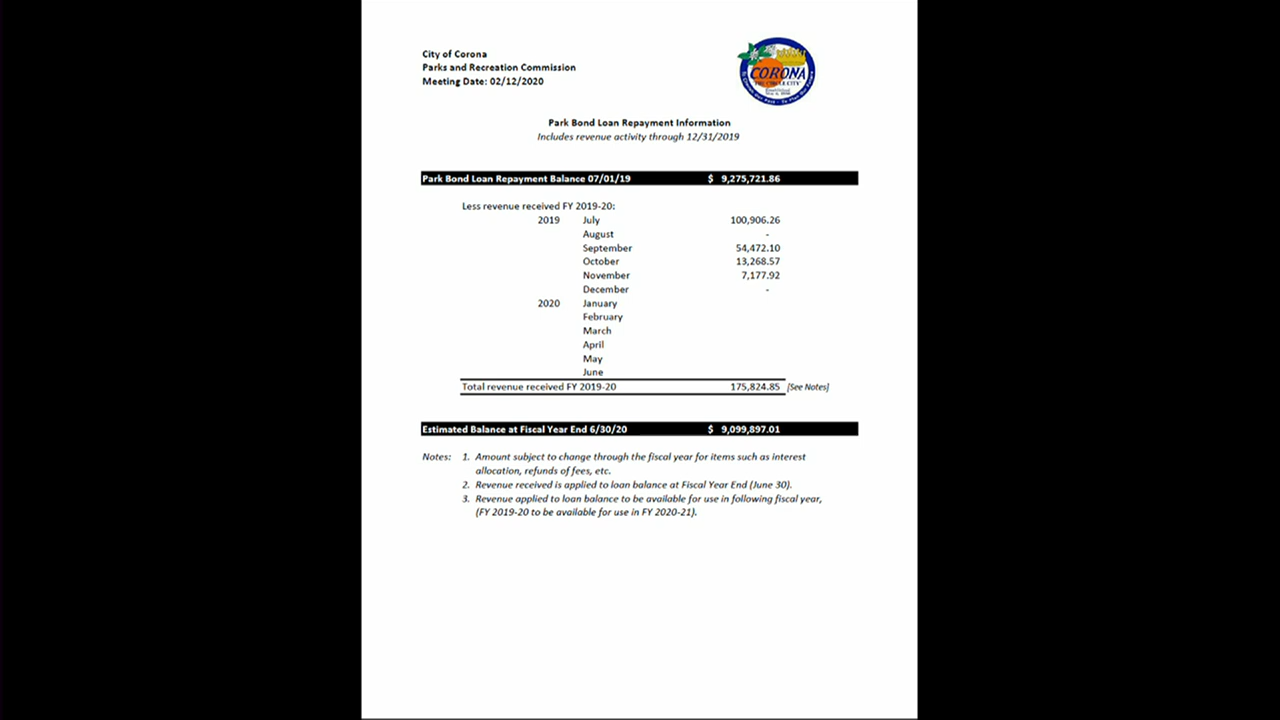 City of Corona
Parks and Recreation Commission
Meeting Date: 02/12/2020
CORONA
Park Bond Loan Repayment Information
Includes revenue activity through 12/31/2019
Park Bond Loan Repayment Balance 07/01/19 $ 9,275,721.86
Less revenue received FY 2019-20:
2019 July 100,906.26
August -
September 54,472.10
October 13,268.57
November 7,177.92
December -
2020 January
February
March
April
May
June
Total revenue received FY 2019-20 175,824.85 [See Notes]
Estimated Balance at Fiscal Year End 6/30/20 $ 9,099,897.01
Notes: 1. Amount subject to change through the fiscal year for items such as interest
allocation, refunds of fees, etc.
2. Revenue received is applied to loan balance at Fiscal Year End (June 30).
3. Revenue applied to loan balance to be available for use in following fiscal year,
(FY 2019-20 to be available for use in FY 2020-21).